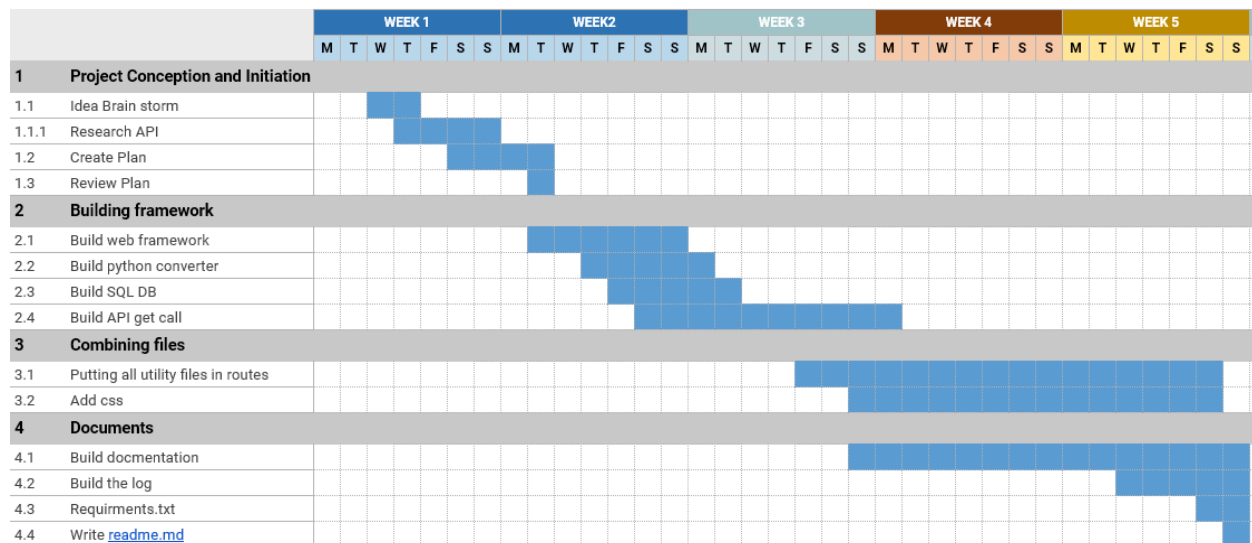 WEEK 1 WEEK2 WEEK 3 WEEK 4 WEEK 5
M T W T F S S M T W T F S S M T W T F S S M T W T F S S M T W T F S S
1 Project Conception and Initiation
1.1 Idea Brain storm
1.1.1 Research API
1.2 Create Plan
1.3 Review Plan
2 Building framework
2.1 Build web framework
2.2 Build python converter
2.3 Build SQL DB
2.4 Build API get call
3 Combining files
3.1 Putting all utility files in routes
3.2 Add css
4 Documents
4.1 Build docmentation
4.2 Build the log
4.3 Requirments.txt
4.4 Write readme.md